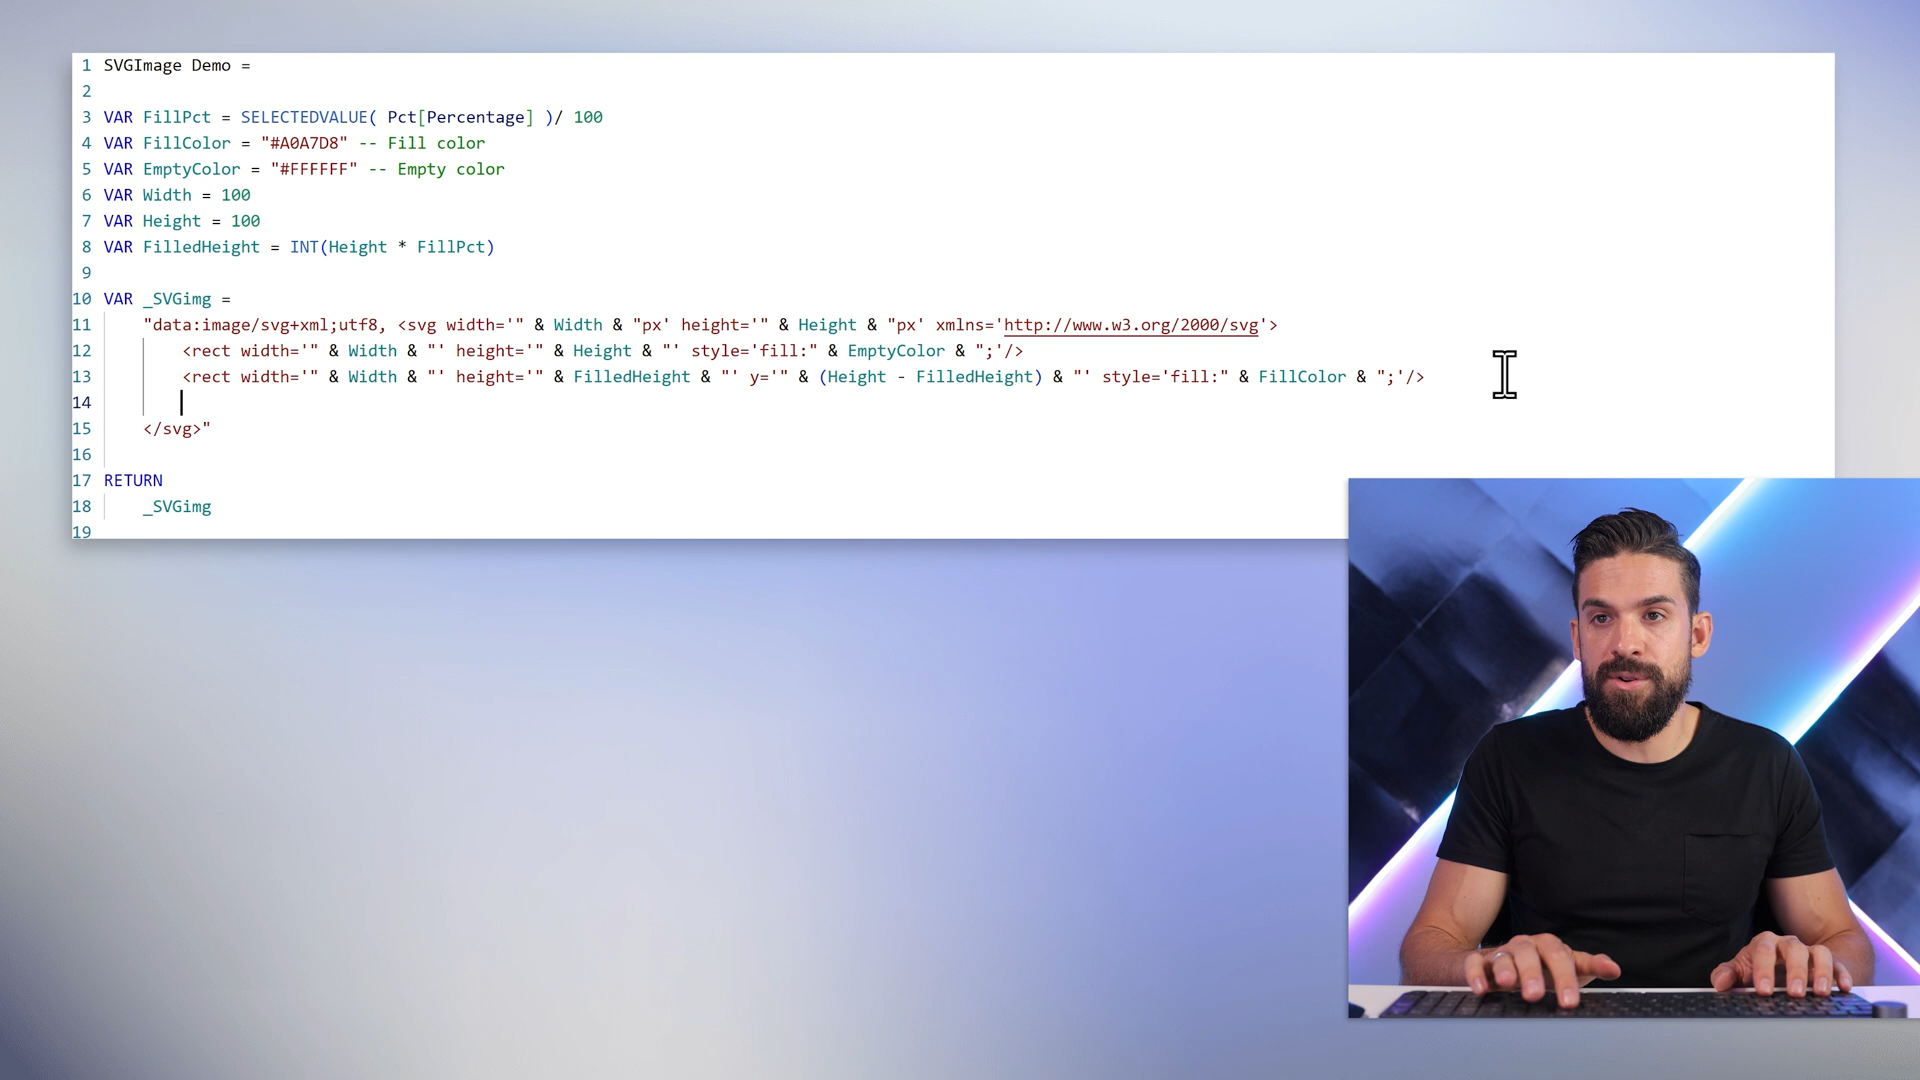 1 SVGImage Demo =
2
3 VAR FillPct = SELECTEDVALUE( Pct[Percentage] )/ 100
4 VAR FillColor = "#A0A7D8" -- Fill color
5 VAR EmptyColor = "#FFFFFF" -- Empty color
6 VAR Width = 100
7 VAR Height = 100
8 VAR FilledHeight = INT(Height * FillPct)
9
10 VAR _SVGimg =
11 "data:image/svg+xml;utf8, <svg width='" & Width & "px' height='" & Height & "px' xmlns='http://www.w3.org/2000/svg'>
12 <rect width='" & Width & "' height='" & Height & "' style='fill:" & EmptyColor & ";'/>
13 <rect width='" & Width & "' height='" & FilledHeight & "' y='" & (Height - FilledHeight) & "' style='fill:" & FillColor & ";'/>
14
15 </svg>"
16
17 RETURN
18 _SVGimg
19